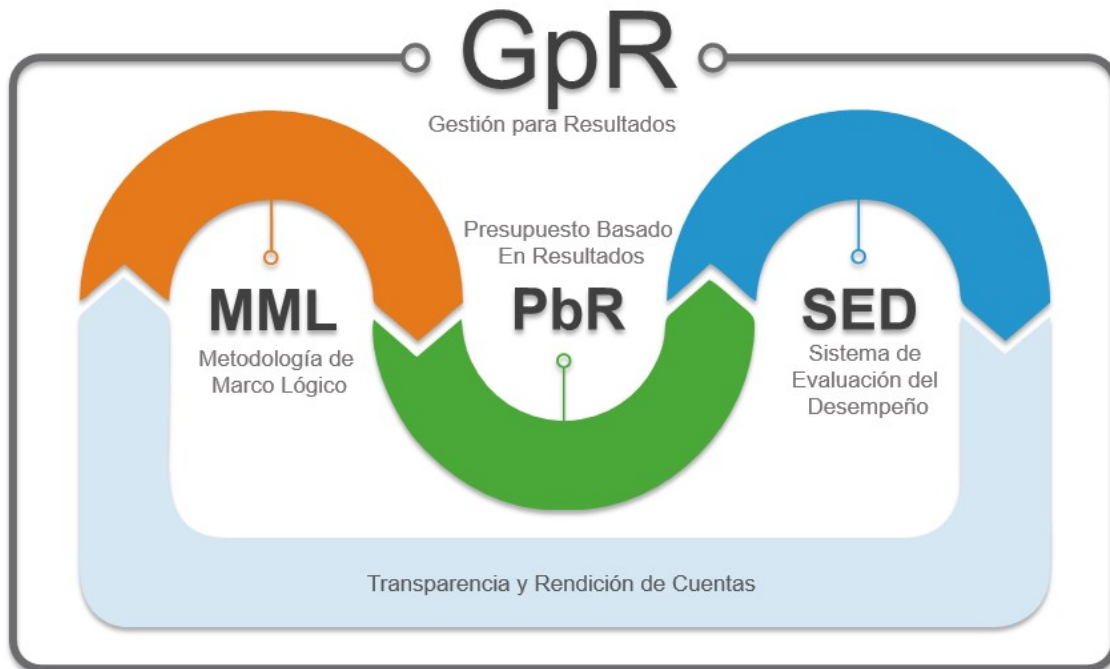 GpR
Gestión para Resultados
MML
Metodología de
Marco Lógico
Presupuesto Basado
En Resultados
PbR
SED
Sistema de
Evaluación del
Desempeño
Transparencia y Rendición de Cuentas